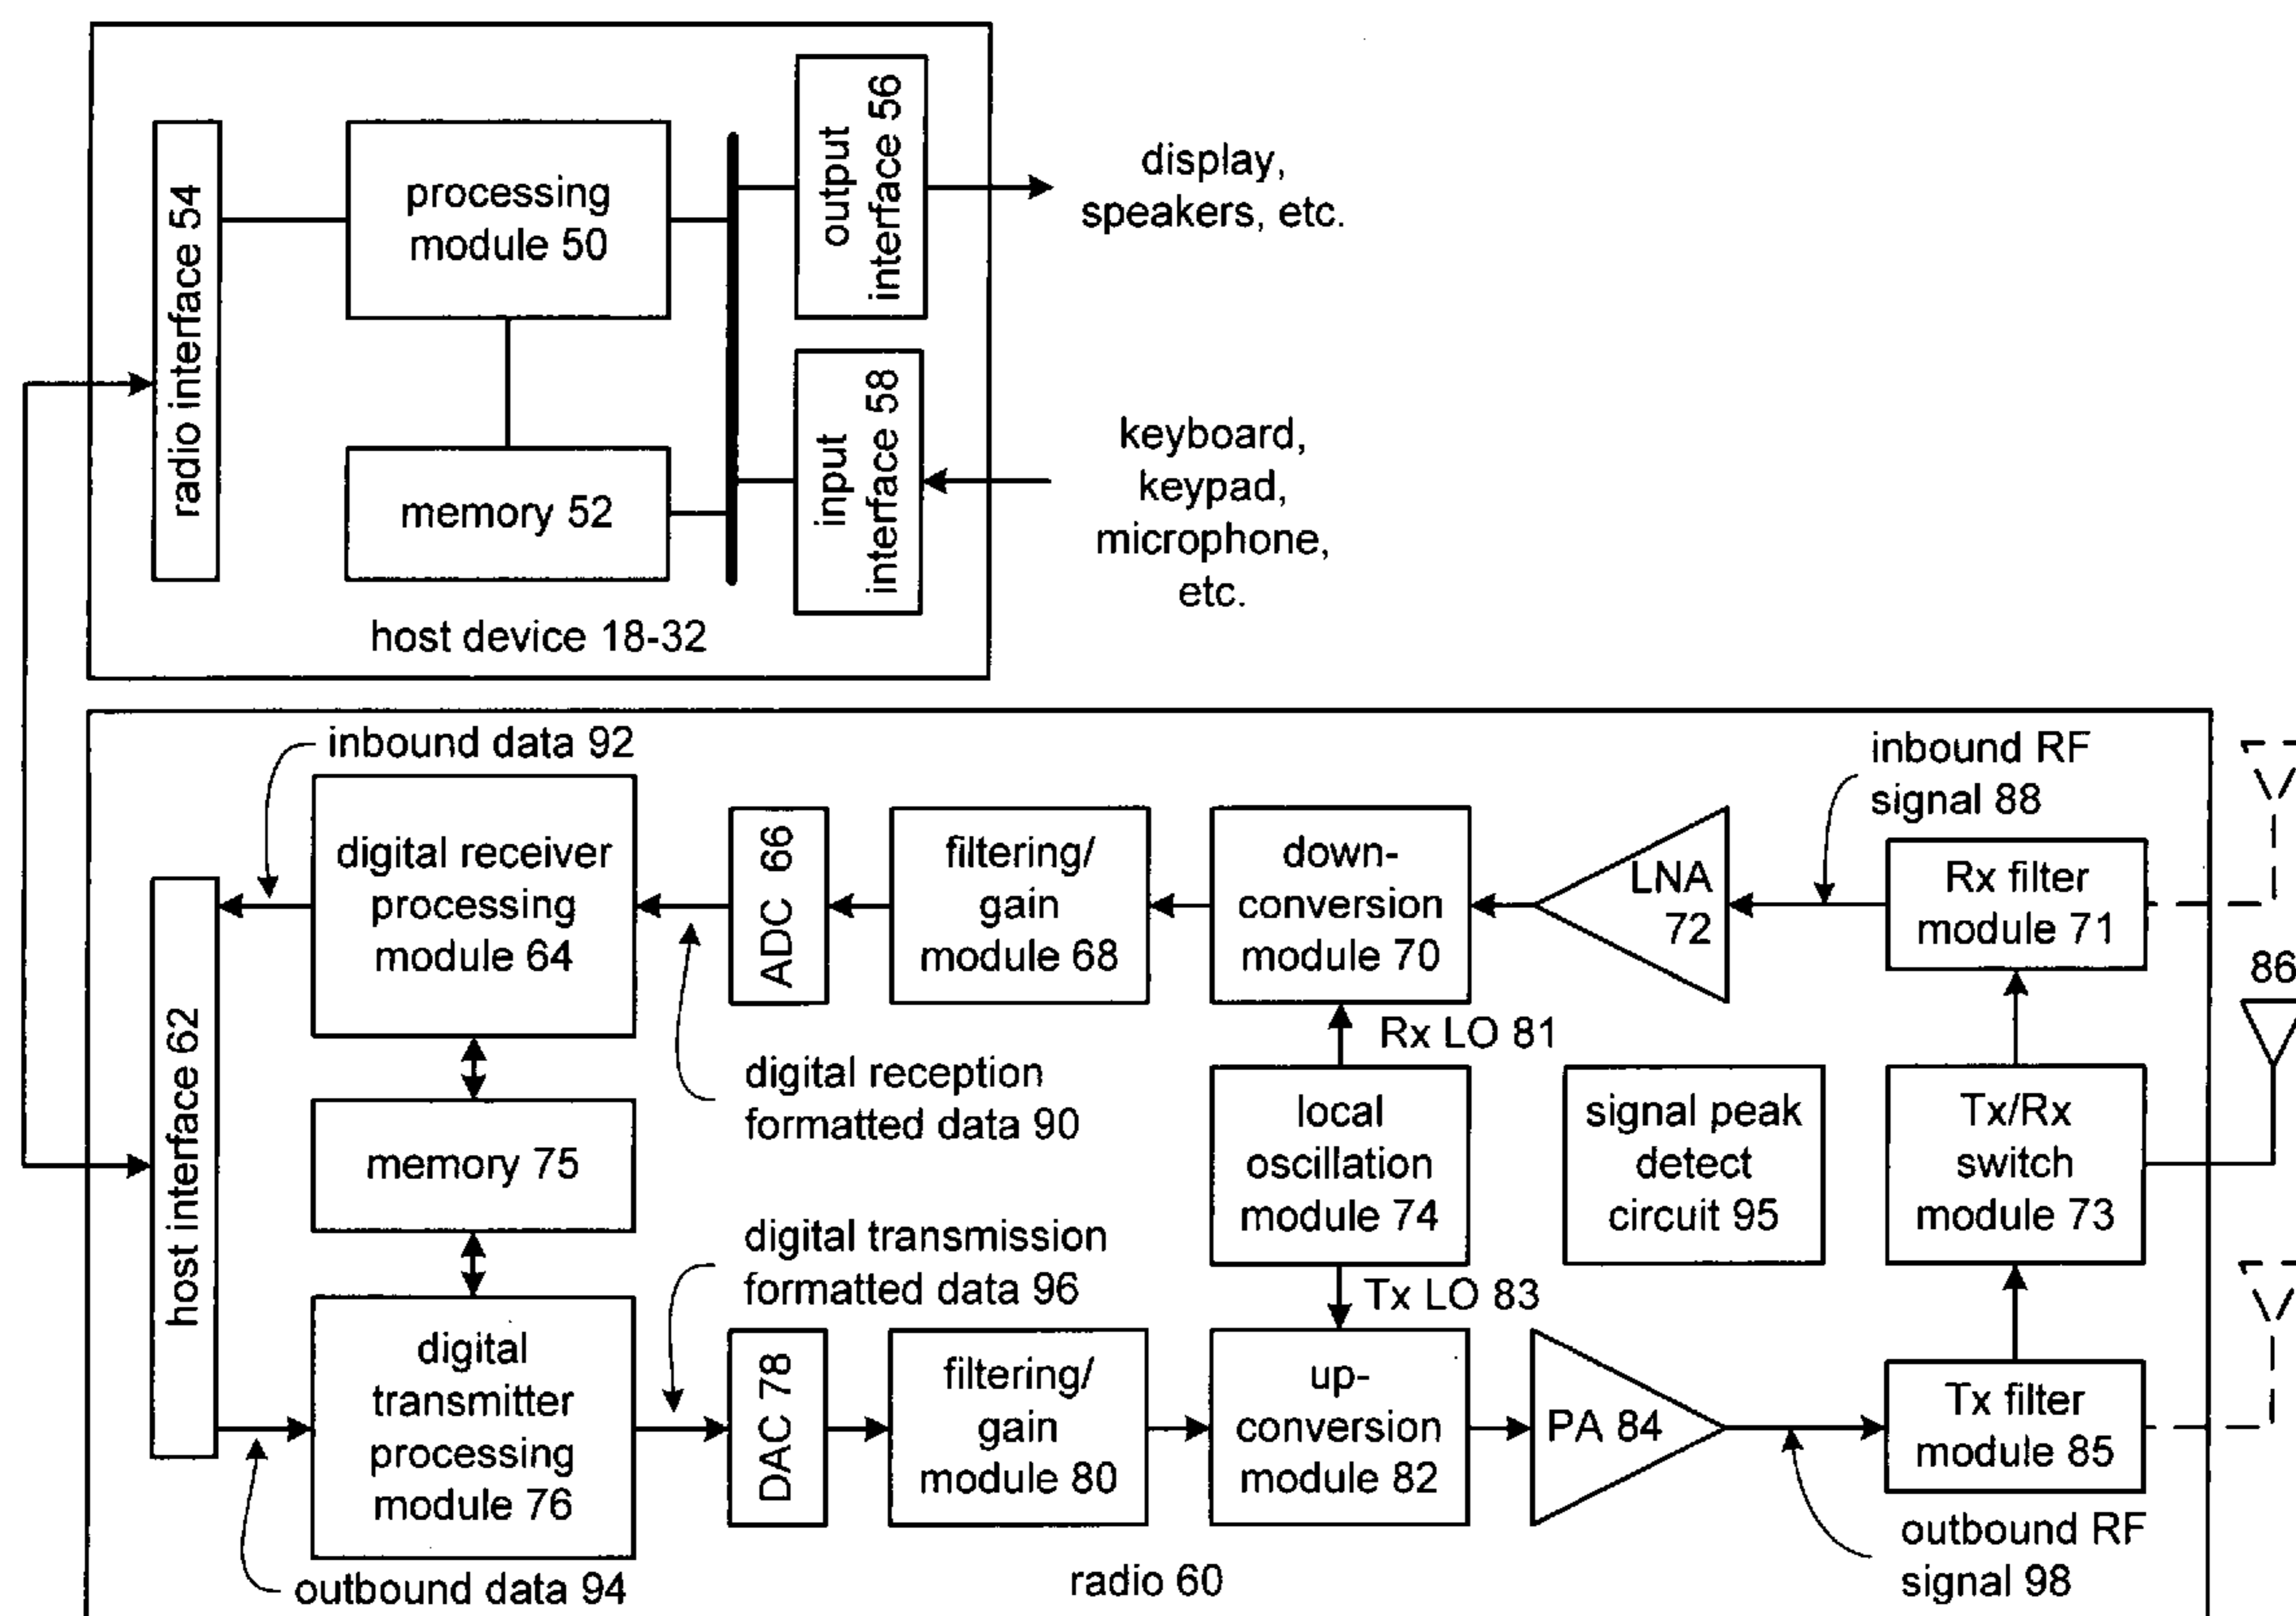 radio interface 54
processing
module 50
memory 52
output
interface 56
input
interface 58
display,
speakers, etc.
keyboard,
keypad,
microphone,
etc.
host device 18-32
inbound data 92
inbound RF
signal 88
host interface 62
digital receiver
processing
module 64
ADC 66
filtering/
gain
module 68
down-
conversion
module 70
LNA
72
Rx filter
module 71
86
Rx LO 81
digital reception
formatted data 90
memory 75
local
oscillation
module 74
signal peak
detect
circuit 95
Tx/Rx
switch
module 73
digital transmission
formatted data 96
Tx LO 83
digital
transmitter
processing
module 76
DAC 78
filtering/
gain
module 80
up-
conversion
module 82
PA 84
Tx filter
module 85
outbound RF
signal 98
outbound data 94
radio 60